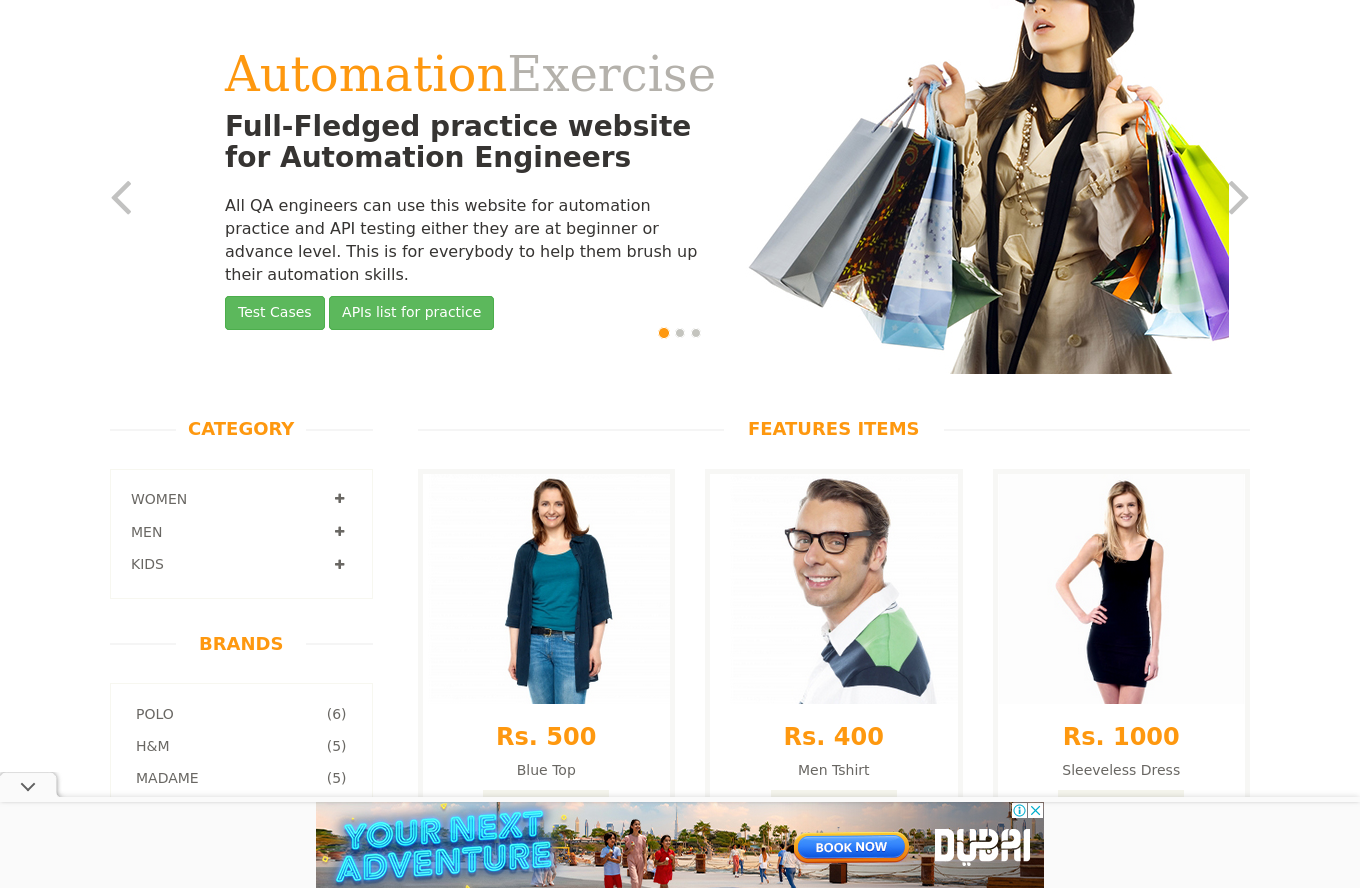 AutomationExercise
Full-Fledged practice website
for Automation Engineers
All QA engineers can use this website for automation
practice and API testing either they are at beginner or
advance level. This is for everybody to help them brush up
their automation skills.
Test Cases
APIs list for practice
CATEGORY
WOMEN
MEN
KIDS
BRANDS
POLO (6)
H&M (5)
MADAME (5)
FEATURES ITEMS
Rs. 500
Blue Top
Rs. 400
Men Tshirt
Rs. 1000
Sleeveless Dress
YOUR NEXT
ADVENTURE
BOOK NOW
DUBAI